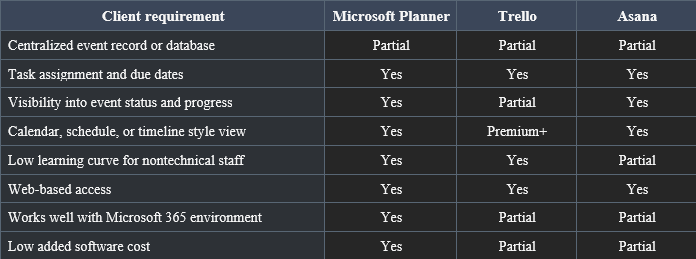 Client requirement Microsoft Planner Trello Asana
Centralized event record or database Partial Partial Partial
Task assignment and due dates Yes Yes Yes
Visibility into event status and progress Yes Partial Yes
Calendar, schedule, or timeline style view Yes Premium+ Yes
Low learning curve for nontechnical staff Yes Yes Partial
Web-based access Yes Yes Yes
Works well with Microsoft 365 environment Yes Partial Partial
Low added software cost Yes Partial Partial